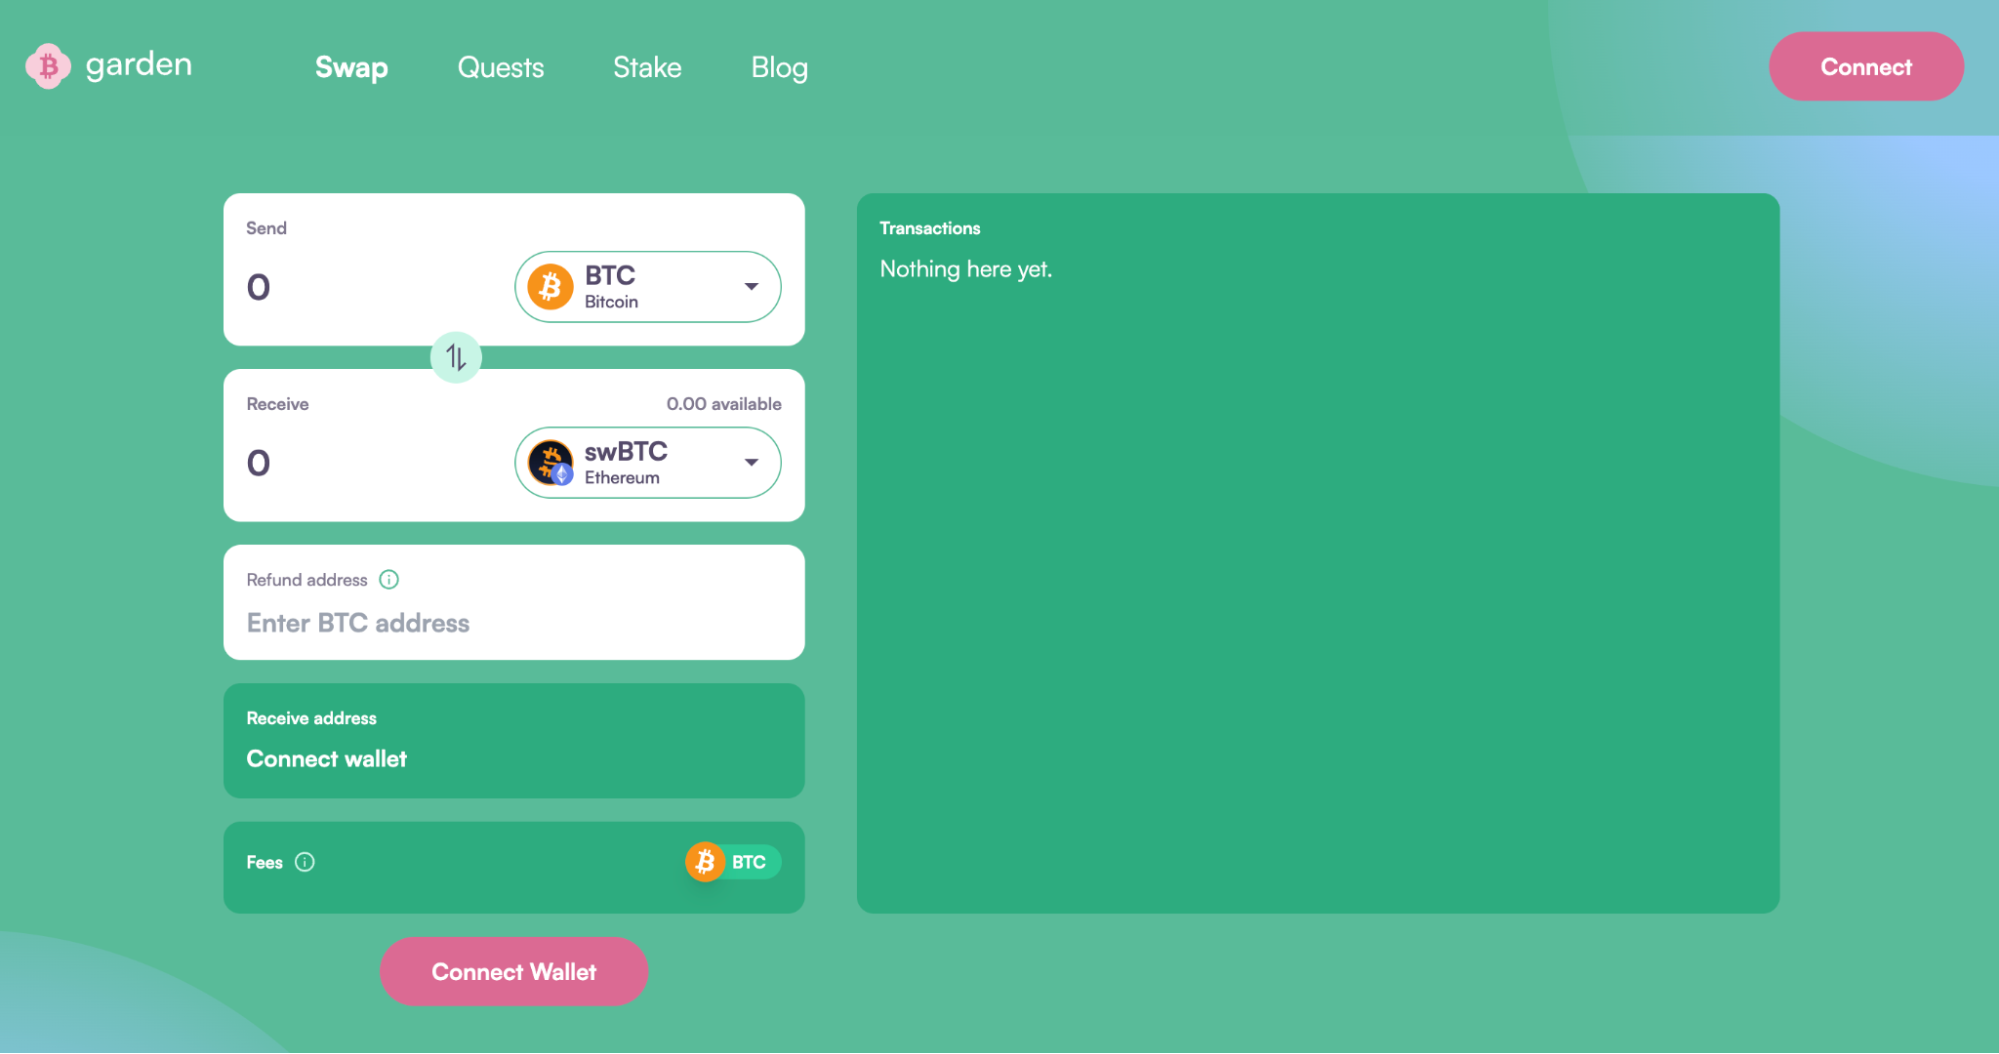 garden
Swap
Quests
Stake
Blog
Connect
Send
0
BTC
Bitcoin
Receive
0.00 available
0
swBTC
Ethereum
Refund address
Enter BTC address
Receive address
Connect wallet
Fees
BTC
Connect Wallet
Transactions
Nothing here yet.